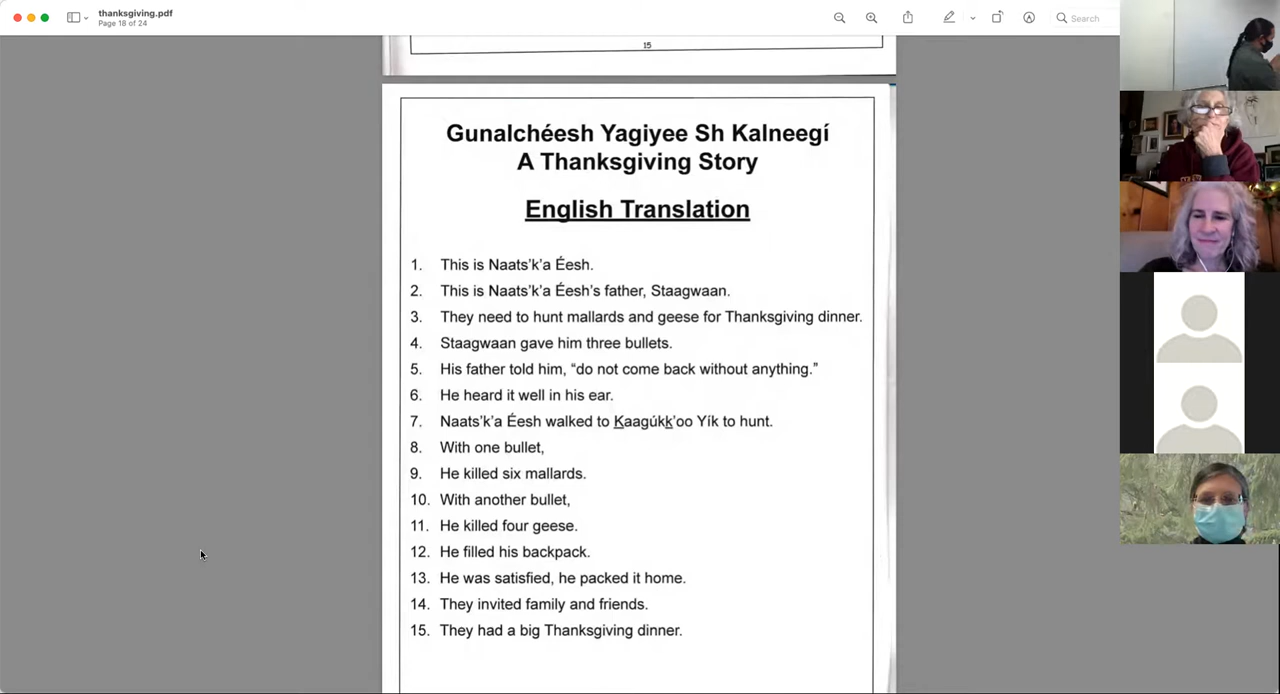 thanksgiving.pdf
Page 18 of 24
Search
15
Gunalchéesh Yagiyee Sh Kalneegí
A Thanksgiving Story
English Translation
1. This is Naats’k’a Éesh.
2. This is Naats’k’a Éesh’s father, Staagwaan.
3. They need to hunt mallards and geese for Thanksgiving dinner.
4. Staagwaan gave him three bullets.
5. His father told him, “do not come back without anything.”
6. He heard it well in his ear.
7. Naats’k’a Éesh walked to Ḵaagúkḵ’oo Yík to hunt.
8. With one bullet,
9. He killed six mallards.
10. With another bullet,
11. He killed four geese.
12. He filled his backpack.
13. He was satisfied, he packed it home.
14. They invited family and friends.
15. They had a big Thanksgiving dinner.